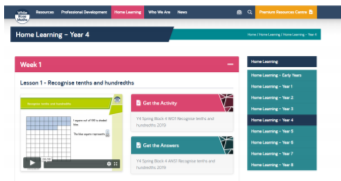 White Rose Maths
Resources Professional Development Home Learning Who We Are News Premium Resources Centre
Home Learning – Year 4
Home / Home Learning / Home Learning - Year 4
Week 1
Lesson 1 - Recognise tenths and hundredths
Get the Activity
Y4 Spring Block 4 WO1 Recognise tenths and
hundredths 2019
Get the Answers
Y4 Spring Block 4 ANS1 Recognise tenths and
hundredths 2019
Home Learning
Home Learning – Early Years
Home Learning – Year 1
Home Learning – Year 2
Home Learning – Year 3
Home Learning – Year 4
Home Learning – Year 5
Home Learning – Year 6
Home Learning – Year 7
Home Learning – Year 8